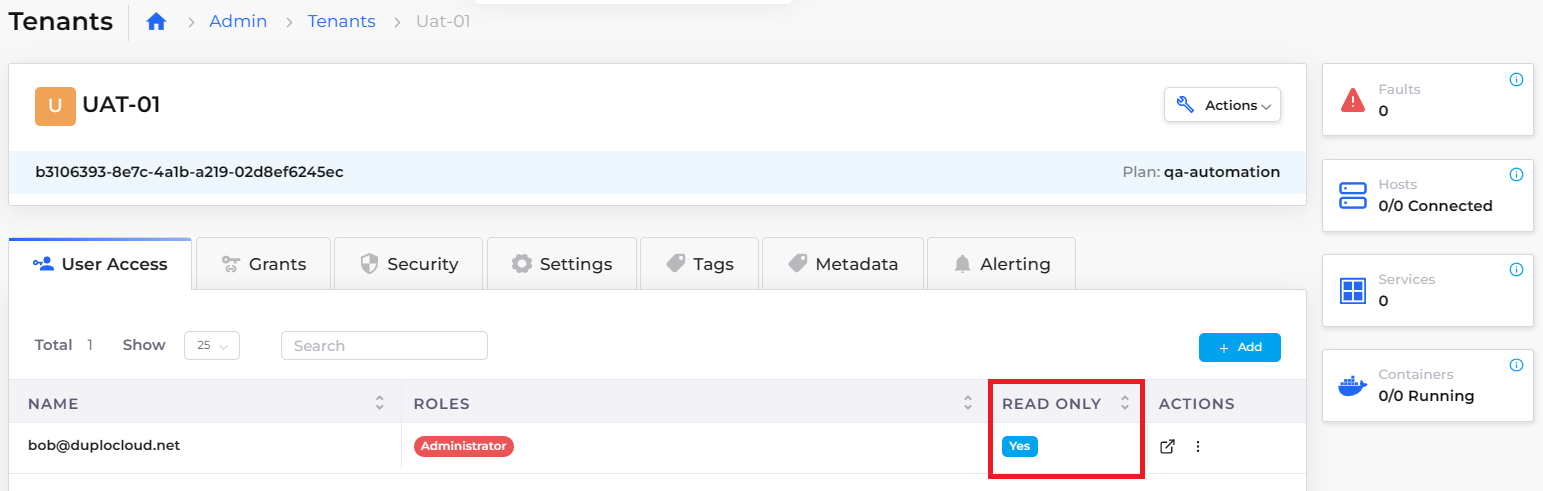 Tenants
Admin
Tenants
Uat-01
U
UAT-01
Actions
b3106393-8e7c-4a1b-a219-02d8ef6245ec
Plan: qa-automation
Faults
0
Hosts
0/0 Connected
Services
0
Containers
0/0 Running
User Access
Grants
Security
Settings
Tags
Metadata
Alerting
Total 1 Show 25 Search
+ Add
NAME ROLES READ ONLY ACTIONS
bob@duplocloud.net Administrator Yes